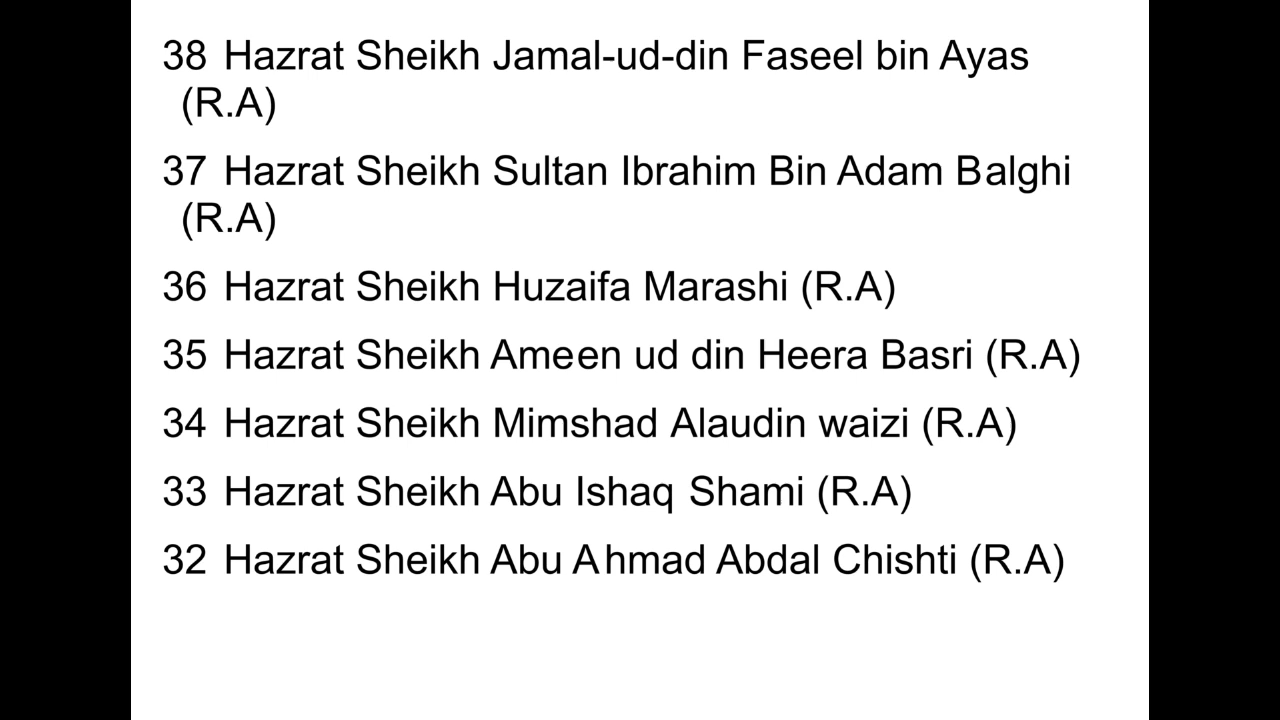 38 Hazrat Sheikh Jamal-ud-din Faseel bin Ayas
(R.A)
37 Hazrat Sheikh Sultan Ibrahim Bin Adam Balghi
(R.A)
36 Hazrat Sheikh Huzaifa Marashi (R.A)
35 Hazrat Sheikh Ameen ud din Heera Basri (R.A)
34 Hazrat Sheikh Mimshad Alaudin waizi (R.A)
33 Hazrat Sheikh Abu Ishaq Shami (R.A)
32 Hazrat Sheikh Abu Ahmad Abdal Chishti (R.A)